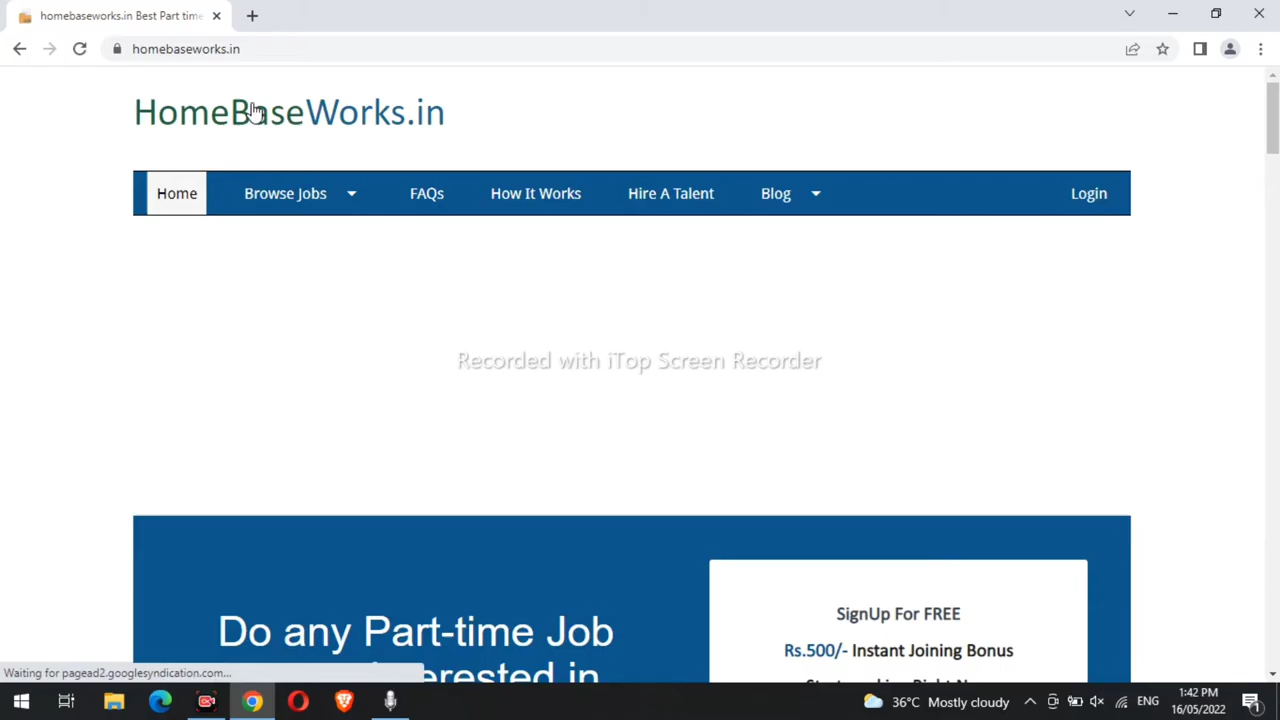 homebaseworks.in Best Part time
homebaseworks.in
HomeBaseWorks.in
Home Browse Jobs FAQs How It Works Hire A Talent Blog Login
Recorded with iTop Screen Recorder
Do any Part-time Job
SignUp For FREE
Rs.500/- Instant Joining Bonus
Waiting for pagead2.googlesyndication.com...
36°C Mostly cloudy
ENG
1:42 PM
16/05/2022
1